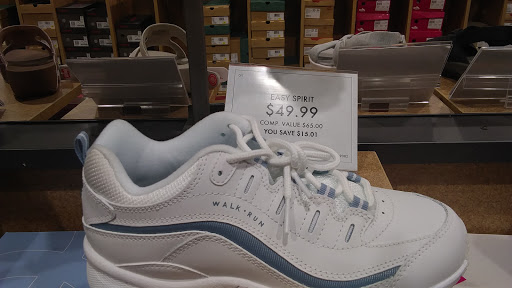 EASY SPIRIT
$49.99
COMP. VALUE $65.00
YOU SAVE $15.01
WALK • RUN